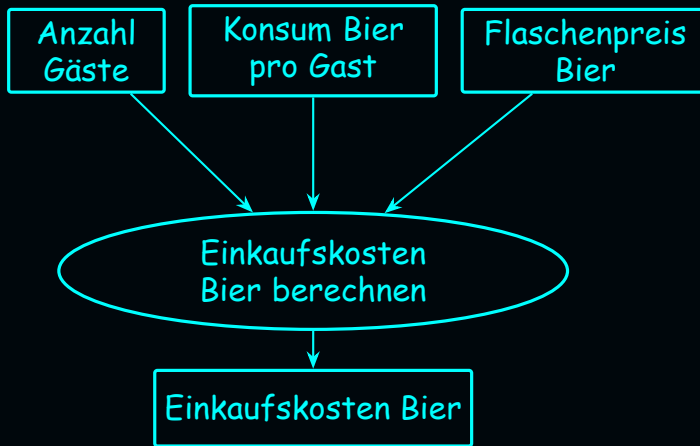 Anzahl
Gäste
Konsum Bier
pro Gast
Flaschenpreis
Bier
Einkaufskosten
Bier berechnen
Einkaufskosten Bier